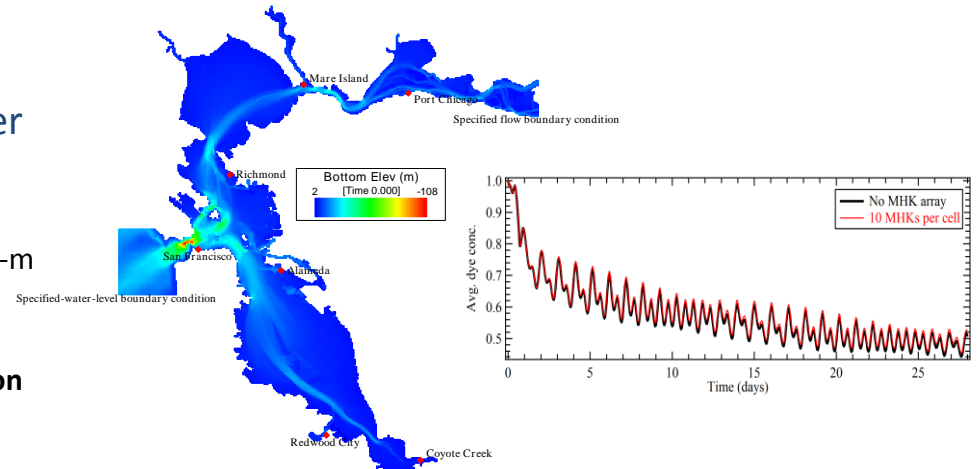 er
-m
on
Mare Island
Port Chicago
Specified flow boundary condition
Richmond
Bottom Elev (m)
2 [Time 0.000] -108
San Francisco
Alameda
Specified-water-level boundary condition
Redwood City
Coyote Creek
No MHK array
10 MHKs per cell
Avg. dye conc.
1.0
0.9
0.8
0.7
0.6
0.5
0 5 10 15 20 25
Time (days)